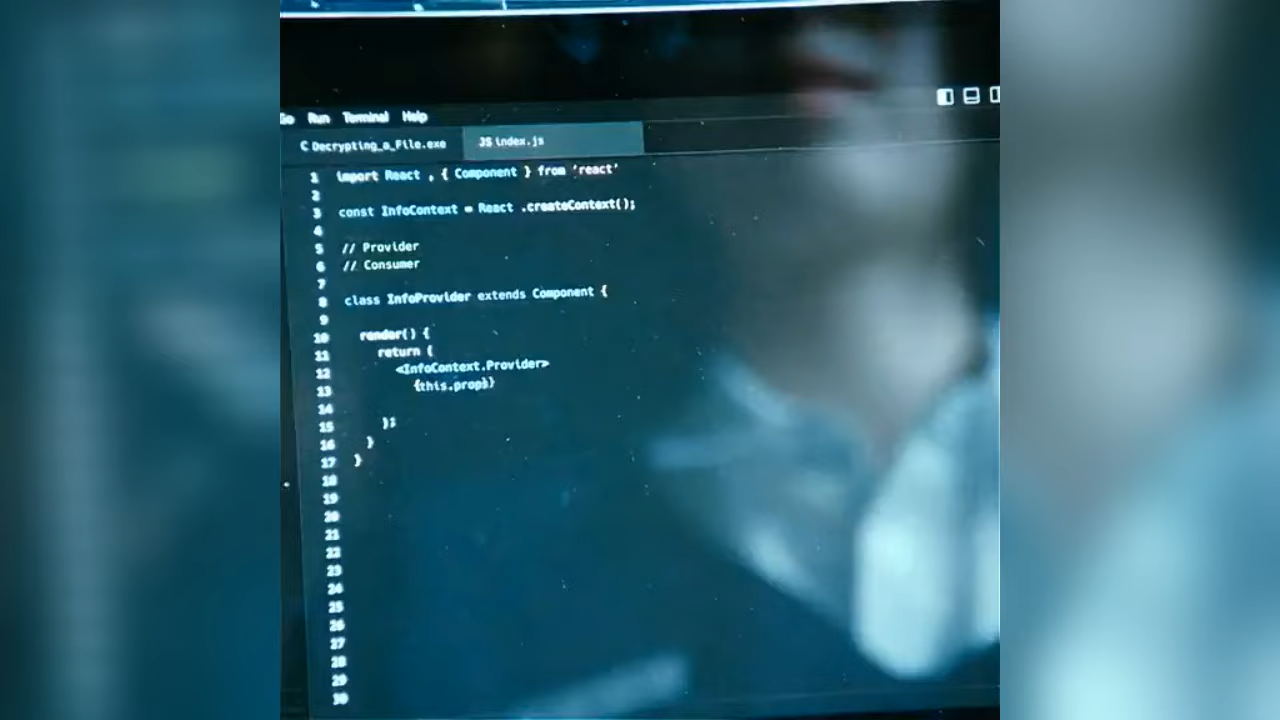 Go Run Terminal Help
C Decrypting_a_File.exe JS index.js
1 import React , { Component } from 'react'
2
3 const InfoContext = React .createContext();
4
5 // Provider
6 // Consumer
7
8 class InfoProvider extends Component {
9
10 render() {
11 return (
12 <InfoContext.Provider>
13 {this.props}
14
15 );
16 }
17 }
18
19
20
21
22
23
24
25
26
27
28
29
30